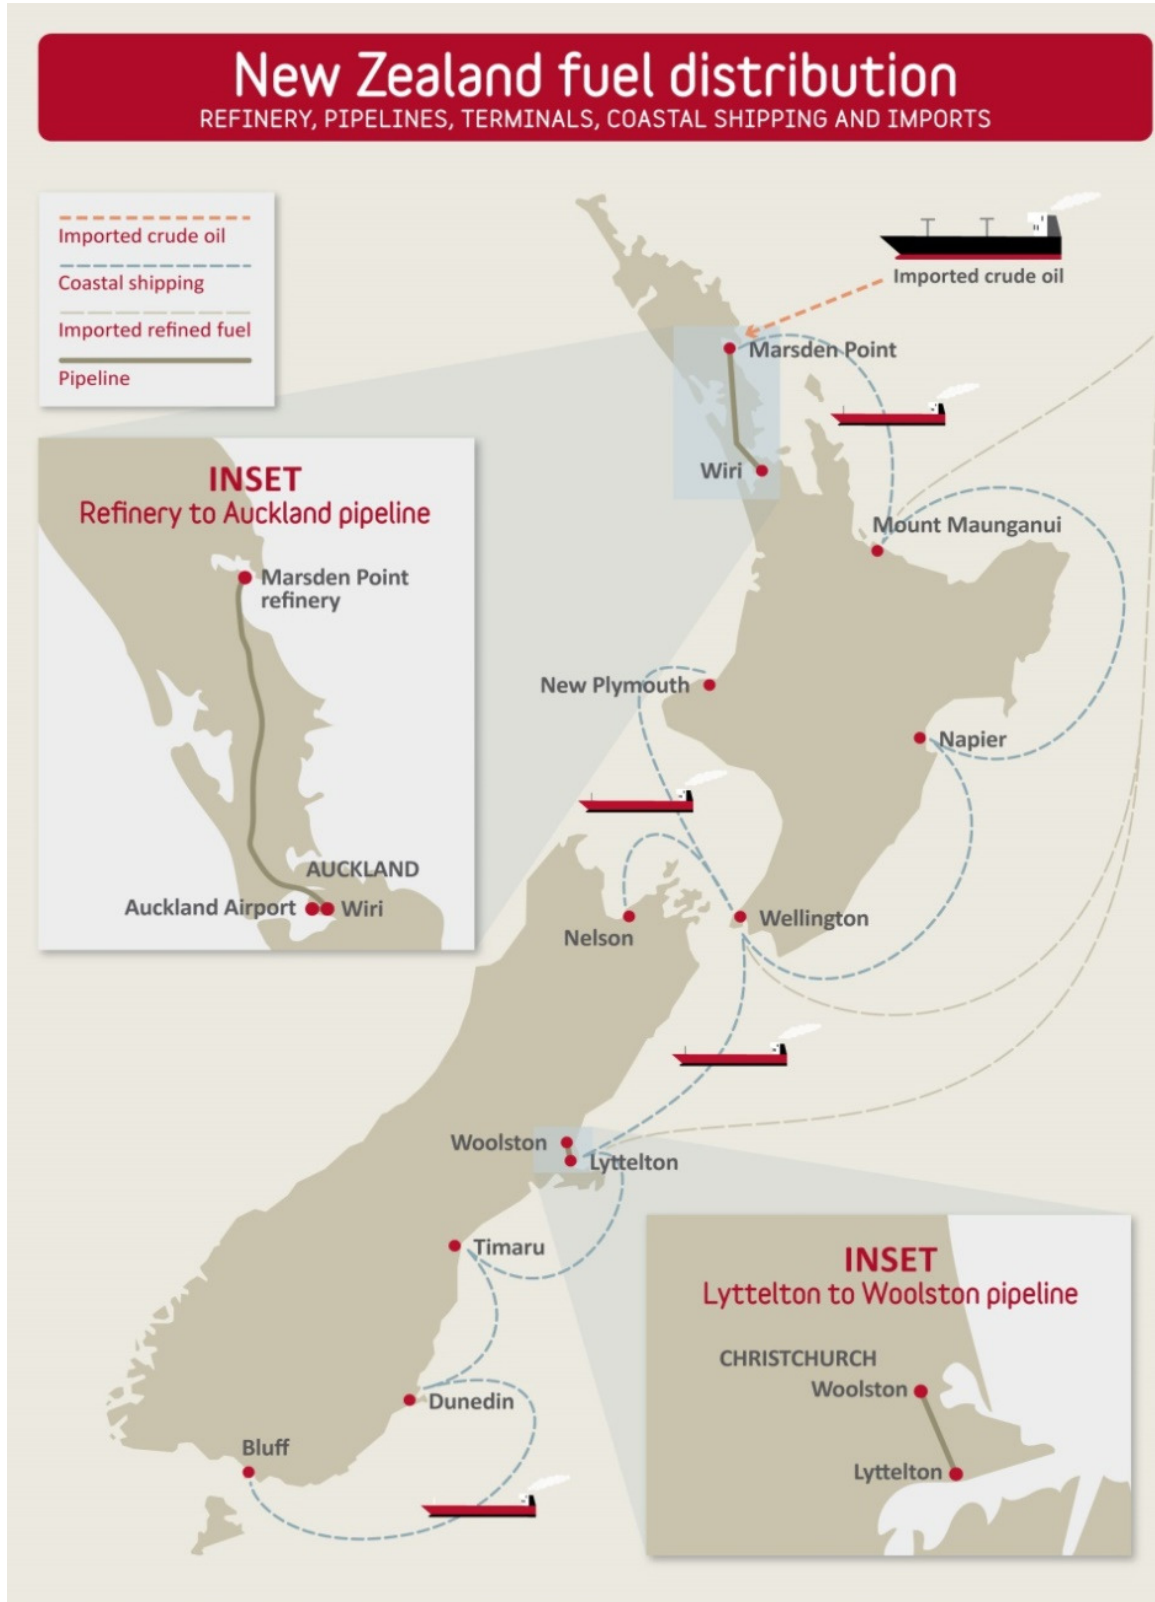 New Zealand fuel distribution
REFINERY, PIPELINES, TERMINALS, COASTAL SHIPPING AND IMPORTS
Imported crude oil
Coastal shipping
Imported refined fuel
Pipeline
Imported crude oil
Marsden Point
Wiri
Mount Maunganui
INSET
Refinery to Auckland pipeline
Marsden Point
refinery
AUCKLAND
Auckland Airport
Wiri
New Plymouth
Napier
Wellington
Nelson
Woolston
Lyttelton
Timaru
Dunedin
Bluff
INSET
Lyttelton to Woolston pipeline
CHRISTCHURCH
Woolston
Lyttelton